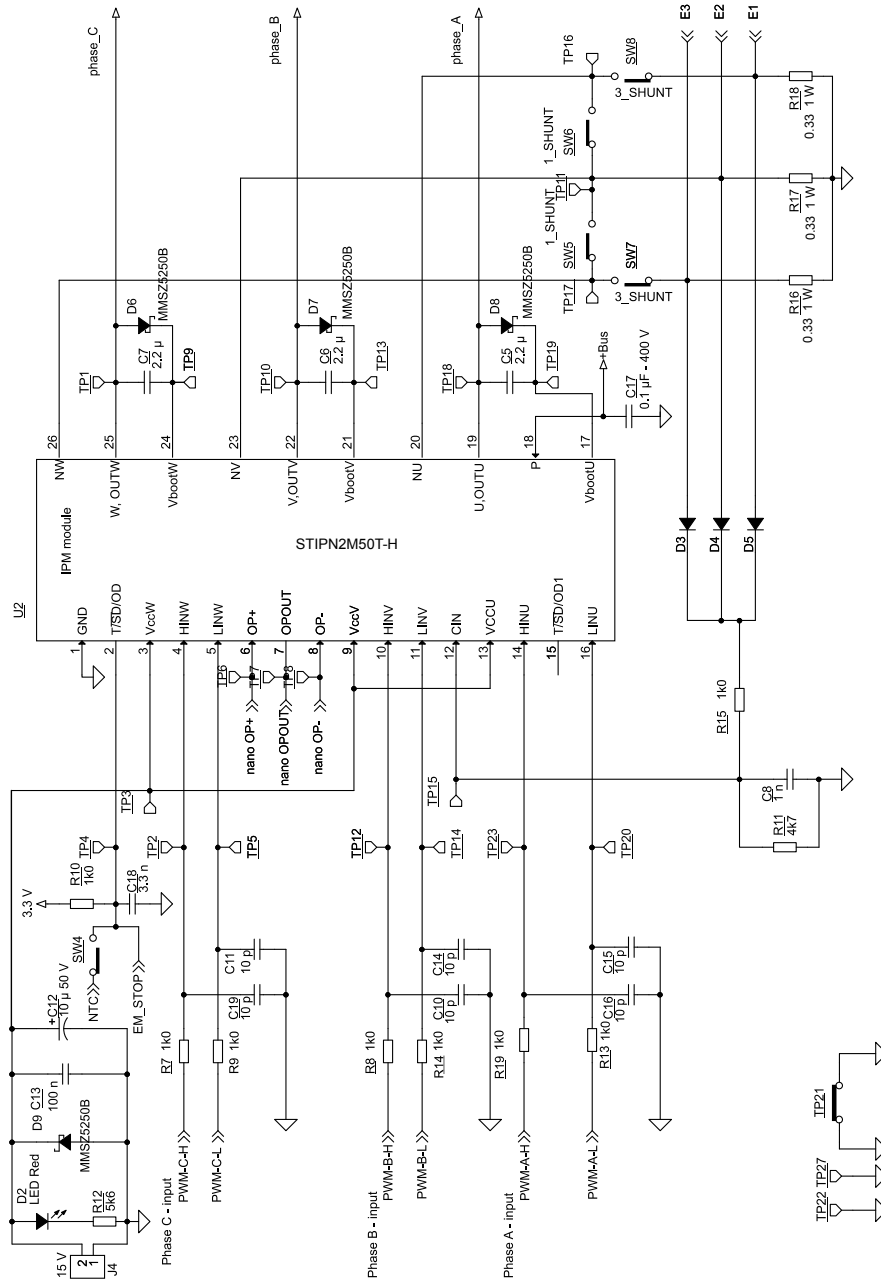 15 V
J4
2
1
D2
LED Red
R12
5k6
D9
MMSZ5250B
C13
100 n
+C12
10 µ 50 V
NTC
SW4
EM_STOP
3.3 V
R10
1k0
C18
3.3 n
TP4
TP3
Phase C - input
PWM-C-H
PWM-C-L
R7 1k0
R9 1k0
C19
10 p
C11
10 p
TP2
TP5
TP6
TP7
TP8
nano OP+
nano OPOUT
nano OP-
Phase B - input
PWM-B-H
PWM-B-L
R8 1k0
R14 1k0
C10
10 p
C14
10 p
TP12
TP14
TP15
Phase A - input
PWM-A-H
PWM-A-L
R19 1k0
R13 1k0
C16
10 p
C15
10 p
TP23
TP20
U2
IPM module
STIPN2M50T-H
1 GND
2 T/SD/OD
3 VccW
4 HINW
5 LINW
6 OP+
7 OPOUT
8 OP-
9 VccV
10 HINV
11 LINV
12 CIN
13 VCCU
14 HINU
15 T/SD/OD1
16 LINU
NW 26
W, OUTW 25
VbootW 24
NV 23
V,OUTV 22
VbootV 21
NU 20
U,OUTU 19
P 18
VbootU 17
TP1
C7
2.2 µ
TP9
D6
MMSZ5250B
phase_C
TP10
C6
2.2 µ
TP13
D7
MMSZ5250B
phase_B
TP18
C5
2.2 µ
TP19
D8
MMSZ5250B
phase_A
+Bus
C17
0.1 µF - 400 V
TP17
SW5
1_SHUNT
TP11
1_SHUNT
SW6
TP16
SW7
3_SHUNT
SW8
3_SHUNT
E3
E2
E1
R16
0.33 1 W
R17
0.33 1 W
R18
0.33 1 W
D3
D4
D5
R15 1k0
C8
1 n
R11
4k7
TP22
TP27
TP21